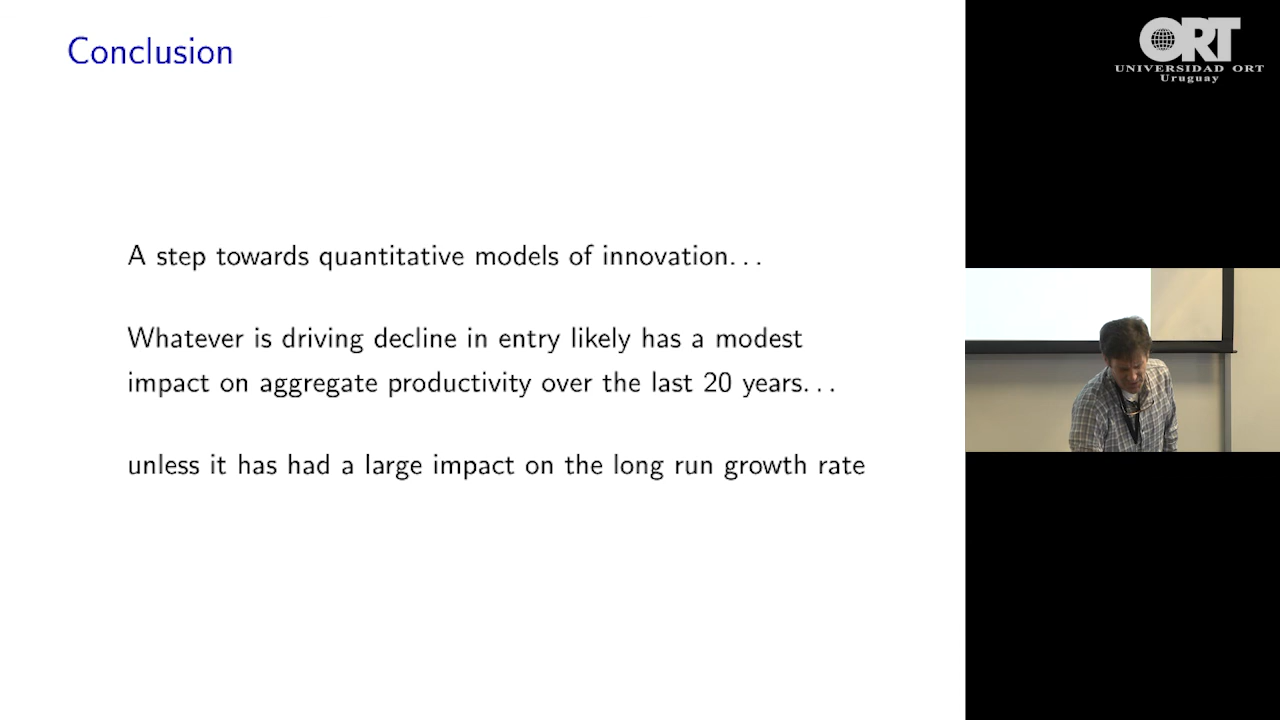 Conclusion
A step towards quantitative models of innovation...
Whatever is driving decline in entry likely has a modest
impact on aggregate productivity over the last 20 years...
unless it has had a large impact on the long run growth rate
ORT
UNIVERSIDAD ORT
Uruguay